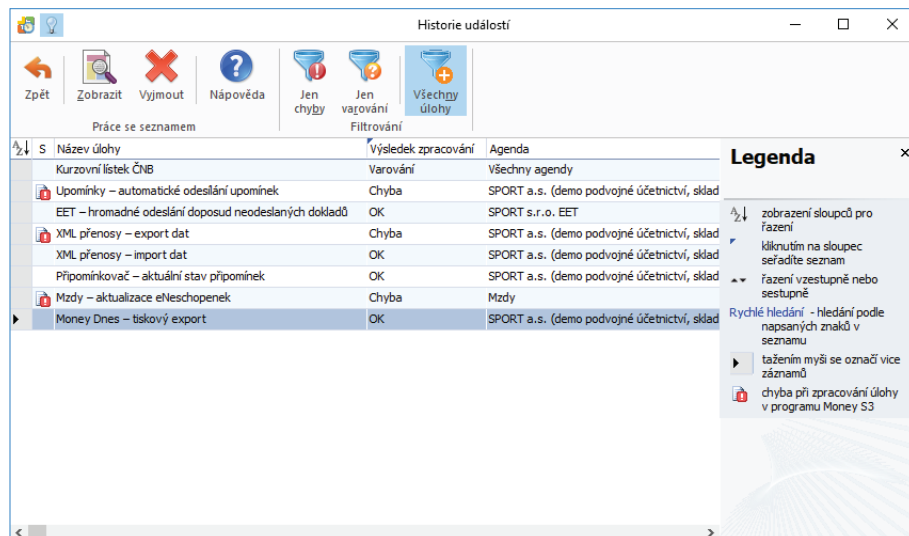 Historie událostí
Zpět
Zobrazit
Vyjmout
Nápověda
Jen chyby
Jen varování
Všechny úlohy
Práce se seznamem
Filtrování
S Název úlohy Výsledek zpracování Agenda
Kurzovní lístek ČNB Varování Všechny agendy
Upomínky – automatické odesílání upomínek Chyba SPORT a.s. (demo podvojné účetnictví, sklad
EET – hromadné odeslání doposud neodeslaných dokladů OK SPORT s.r.o. EET
XML přenosy – export dat Chyba SPORT a.s. (demo podvojné účetnictví, sklad
XML přenosy – import dat OK SPORT a.s. (demo podvojné účetnictví, sklad
Připomínkovač – aktuální stav připomínek OK SPORT a.s. (demo podvojné účetnictví, sklad
Mzdy – aktualizace eNeschopenek Chyba Mzdy
Money Dnes – tiskový export OK SPORT a.s. (demo podvojné účetnictví, sklad
Legenda
zobrazení sloupců pro
řazení
kliknutím na sloupec
seřadíte seznam
řazení vzestupně nebo
sestupně
Rychlé hledání - hledání podle
napsaných znaků v
seznamu
tažením myši se označí vice
záznamů
chyba při zpracování úlohy
v programu Money S3